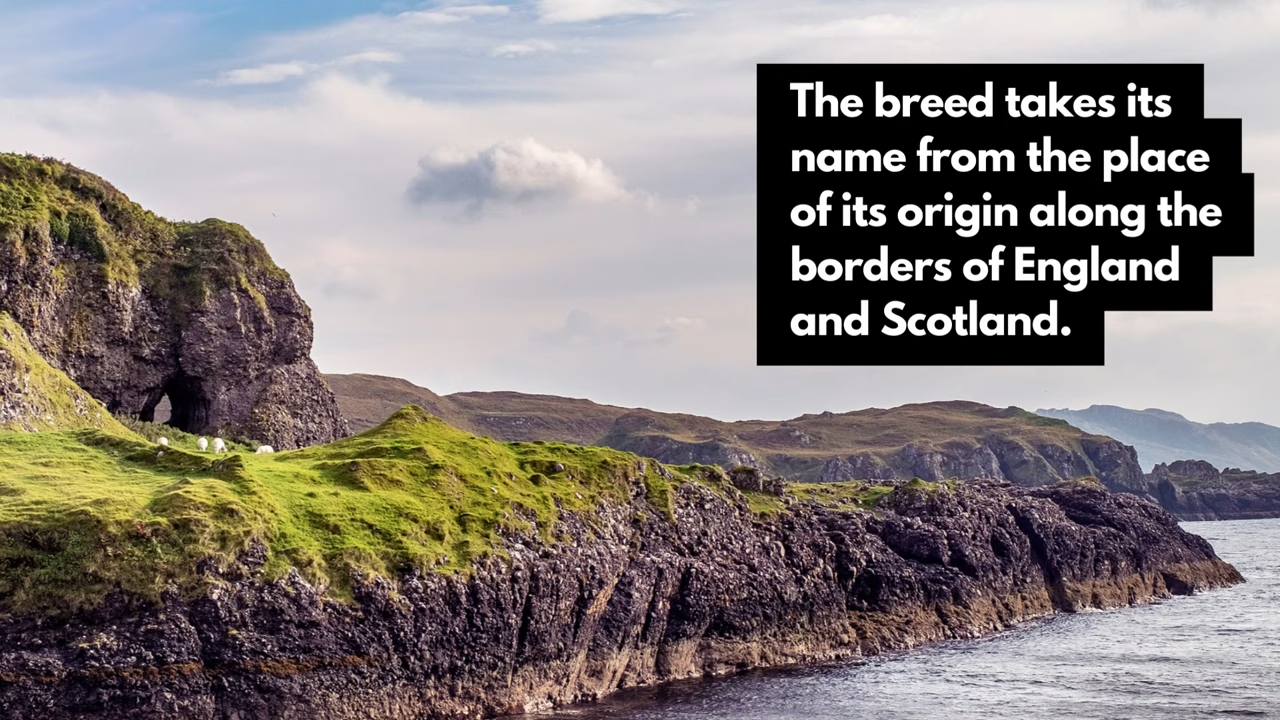 The breed takes its
name from the place
of its origin along the
borders of England
and Scotland.